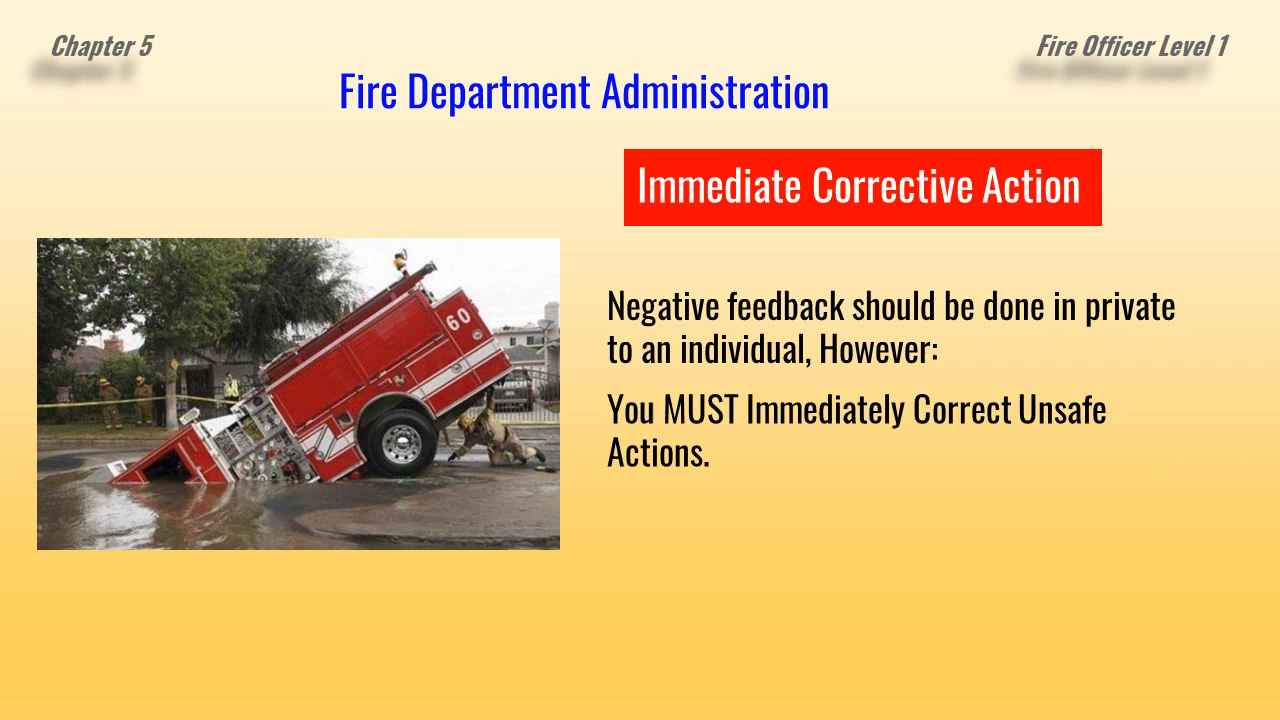 Chapter 5
Fire Officer Level 1
Fire Department Administration
Immediate Corrective Action
60
Negative feedback should be done in private
to an individual, However:
You MUST Immediately Correct Unsafe
Actions.